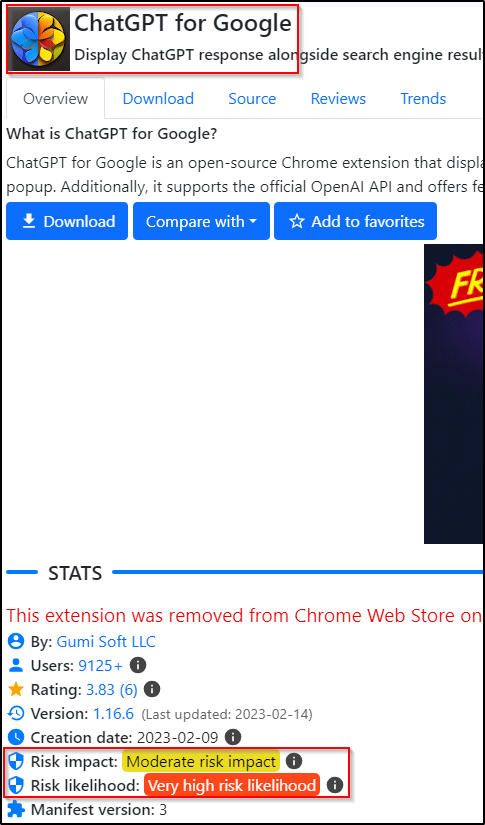 ChatGPT for Google
Display ChatGPT response alongside search engine resul
Overview Download Source Reviews Trends
What is ChatGPT for Google?
ChatGPT for Google is an open-source Chrome extension that displa
popup. Additionally, it supports the official OpenAI API and offers fe
Download Compare with Add to favorites
FR
STATS
This extension was removed from Chrome Web Store on
By: Gumi Soft LLC
Users: 9125+
Rating: 3.83 (6)
Version: 1.16.6 (Last updated: 2023-02-14)
Creation date: 2023-02-09
Risk impact: Moderate risk impact
Risk likelihood: Very high risk likelihood
Manifest version: 3